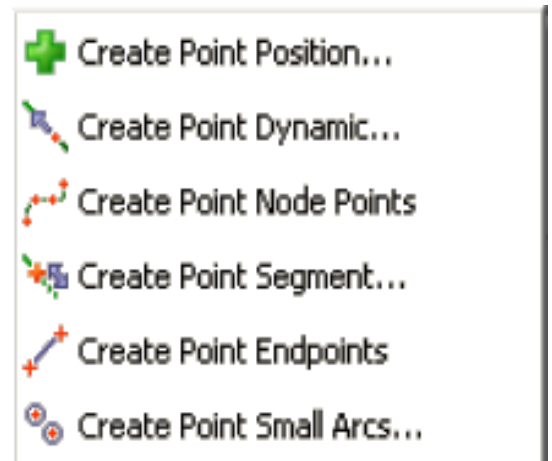 Create Point Position...
Create Point Dynamic...
Create Point Node Points
Create Point Segment...
Create Point Endpoints
Create Point Small Arcs...